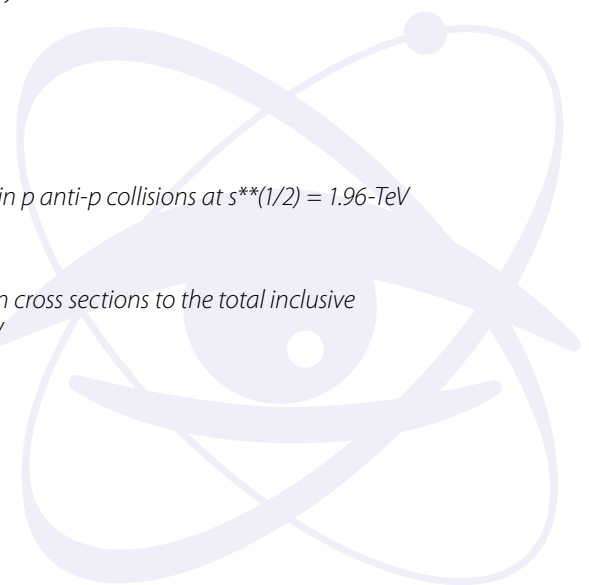 in p anti-p collisions at s**(1/2) = 1.96-TeV
cross sections to the total inclusive